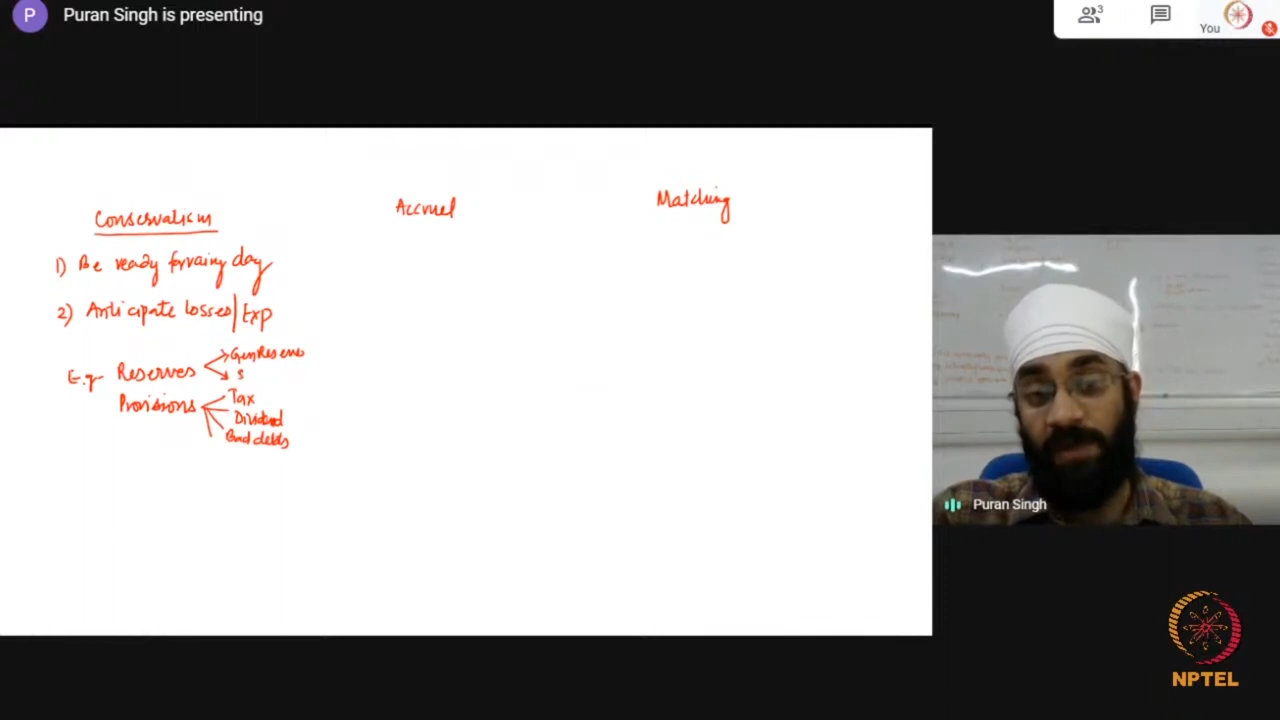 P Puran Singh is presenting
3
You
Conservatism
Accrual
Matching
1) Be ready for rainy day
2) Anticipate losses/Exp
E.g. Reserves → Gen Reserve
→ S
Provisions Tax
Dividend
Bad debts
Puran Singh
NPTEL